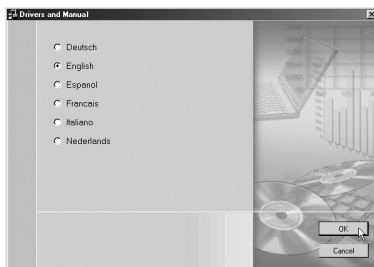 Drivers and Manual
Deutsch
English
Espanol
Francais
Italiano
Nederlands
OK
Cancel